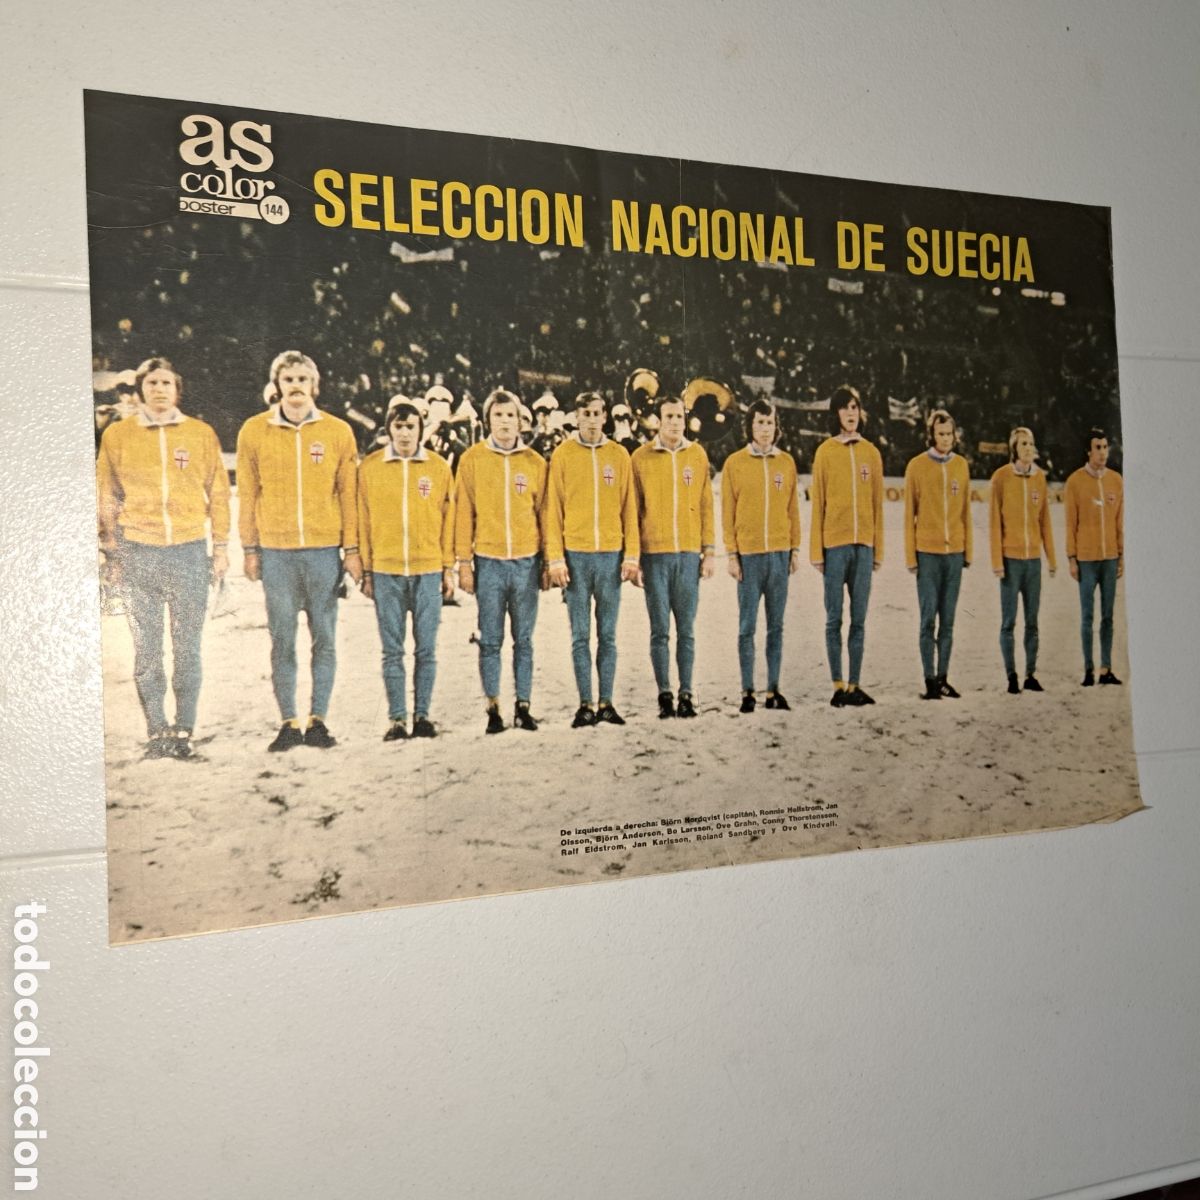 as
color
poster 144
SELECCION NACIONAL DE SUECIA
De izquierda a derecha: Björn Nordqvist (capitán), Ronnie Hellstrom, Jan
Olsson, Björn Anderson, Bo Larsson, Ove Grahn, Conny Thorstensson,
Ralf Eldstrom, Jan Karlsson, Roland Sandberg y Ove Kindvall.
todocoleccion